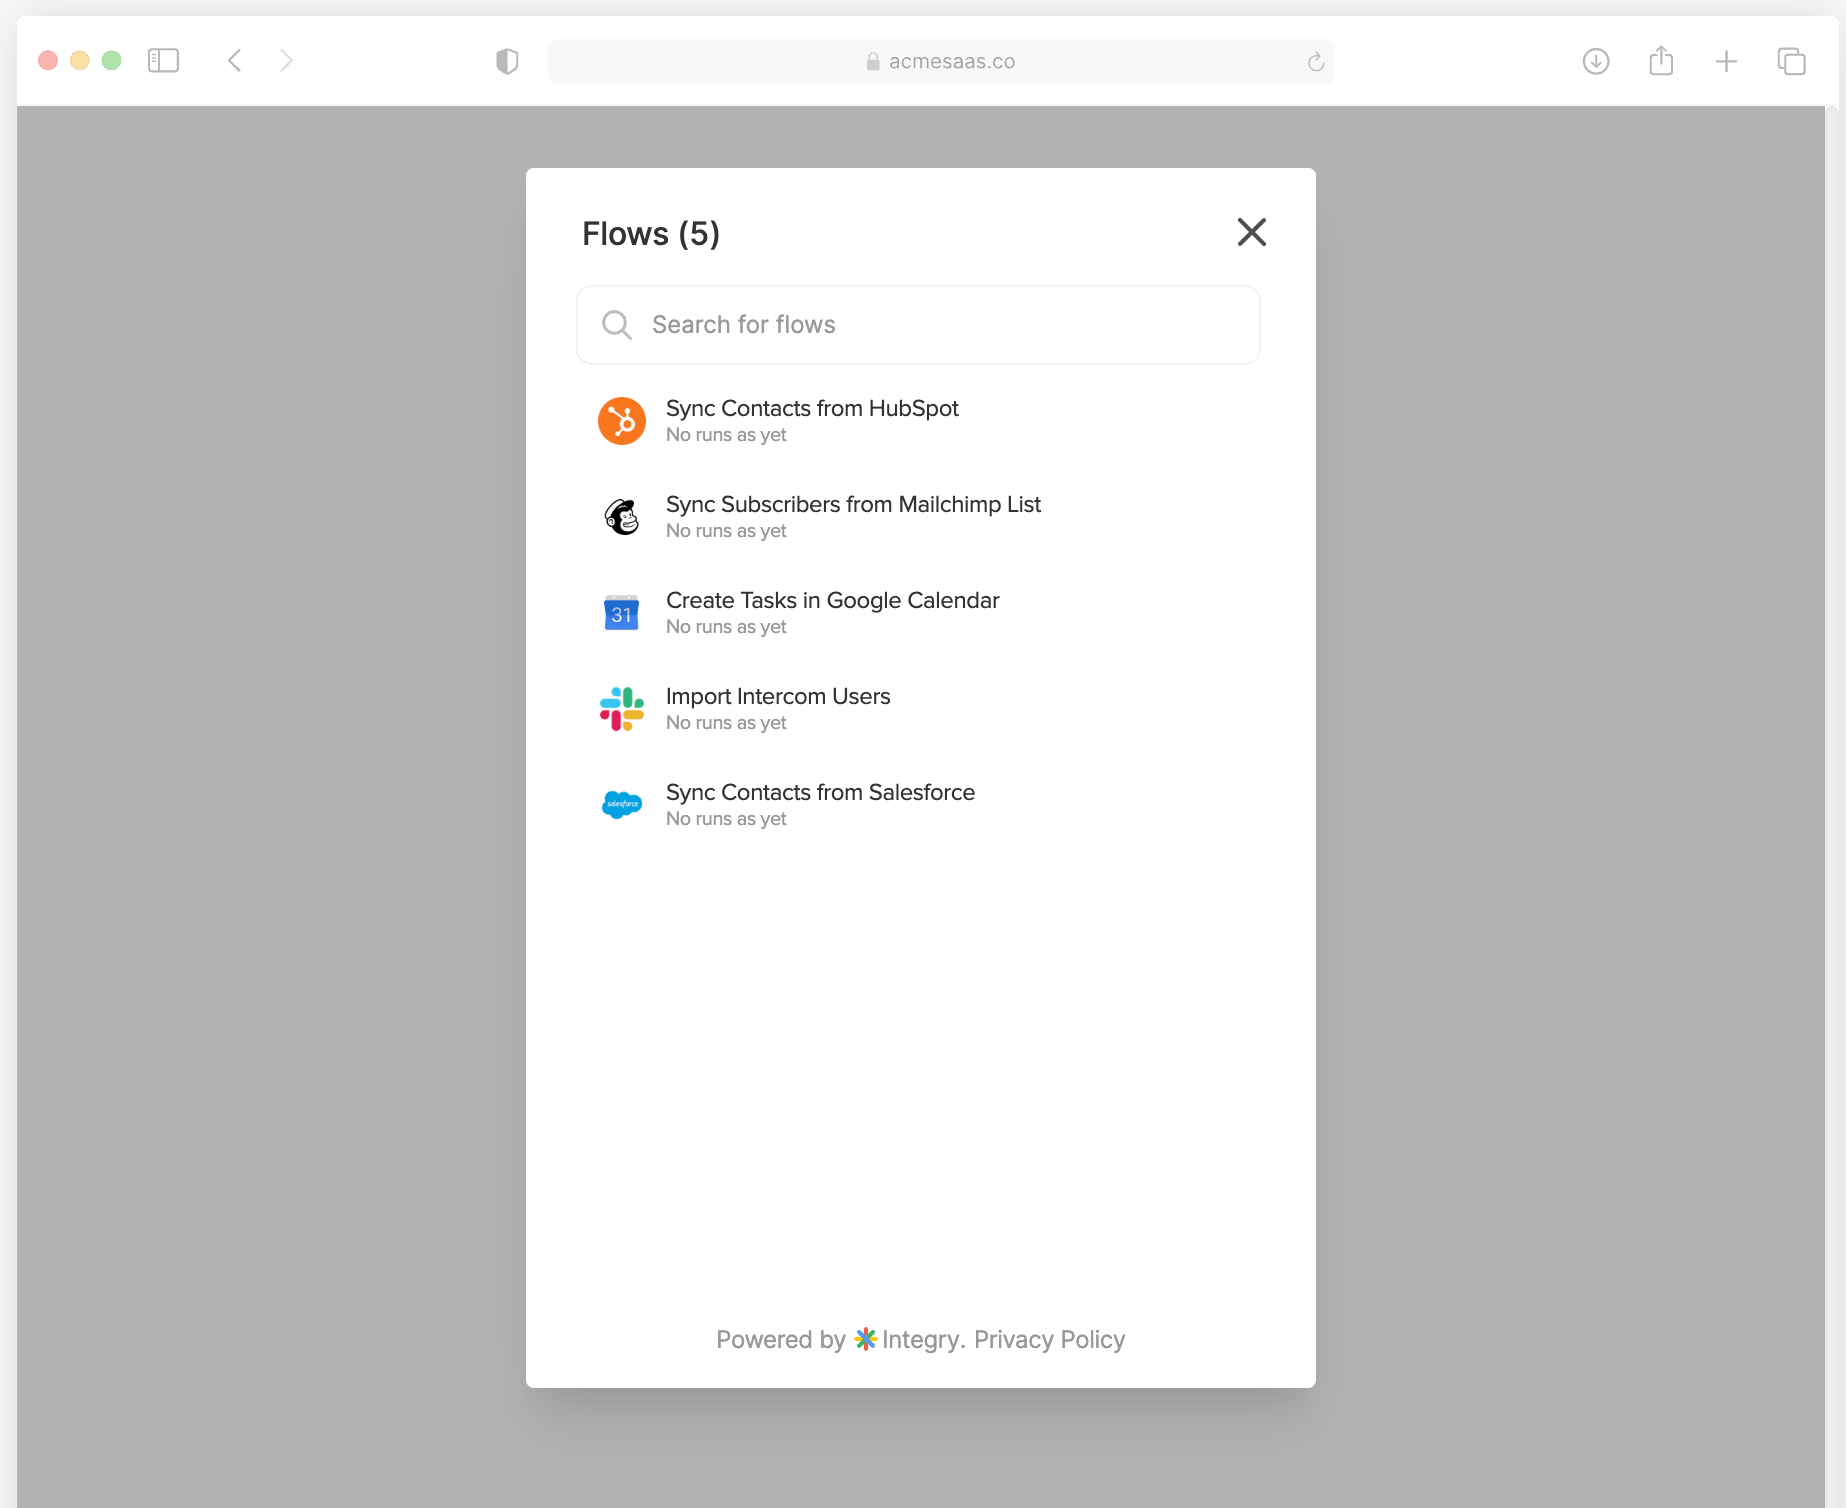 acmesaas.co
Flows (5)
Search for flows
Sync Contacts from HubSpot
No runs as yet
Sync Subscribers from Mailchimp List
No runs as yet
31
Create Tasks in Google Calendar
No runs as yet
Import Intercom Users
No runs as yet
salesforce
Sync Contacts from Salesforce
No runs as yet
Powered by Integry. Privacy Policy